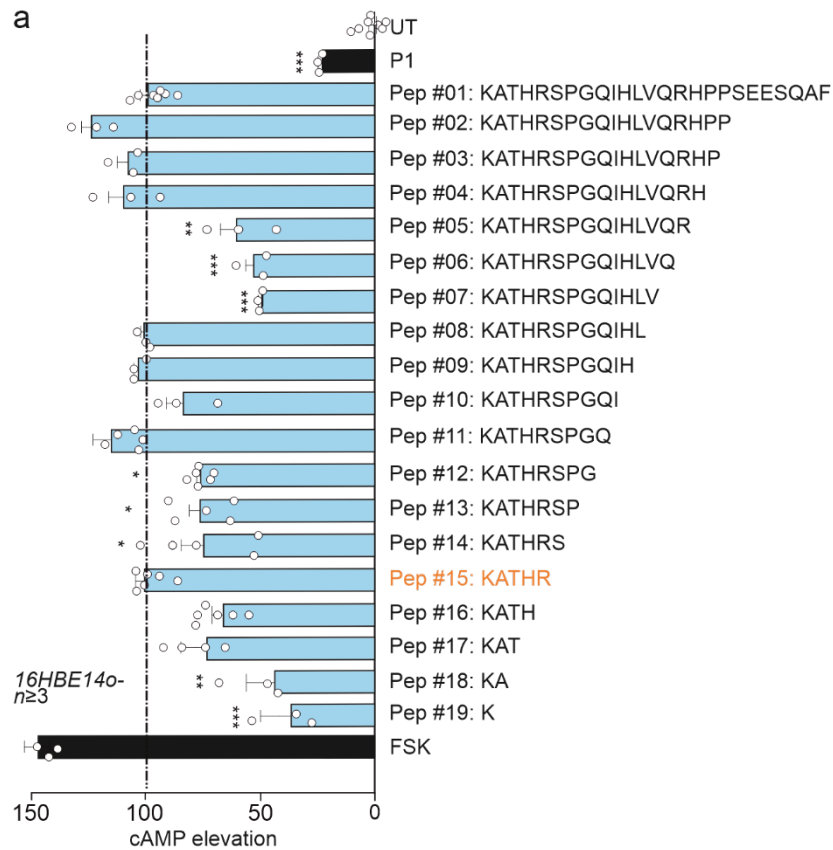 a
UT
P1
***
Pep #01: KATHRSPGQIHLVQRHPPSEESQAF
Pep #02: KATHRSPGQIHLVQRHPP
Pep #03: KATHRSPGQIHLVQRHP
Pep #04: KATHRSPGQIHLVQRH
** Pep #05: KATHRSPGQIHLVQR
*** Pep #06: KATHRSPGQIHLVQ
*** Pep #07: KATHRSPGQIHLV
Pep #08: KATHRSPGQIHL
Pep #09: KATHRSPGQIH
Pep #10: KATHRSPGQI
Pep #11: KATHRSPGQ
* Pep #12: KATHRSPG
* Pep #13: KATHRSP
* Pep #14: KATHRS
Pep #15: KATHR
Pep #16: KATH
Pep #17: KAT
16HBE14o-
n≥3
** Pep #18: KA
*** Pep #19: K
FSK
150 100 50 0
cAMP elevation